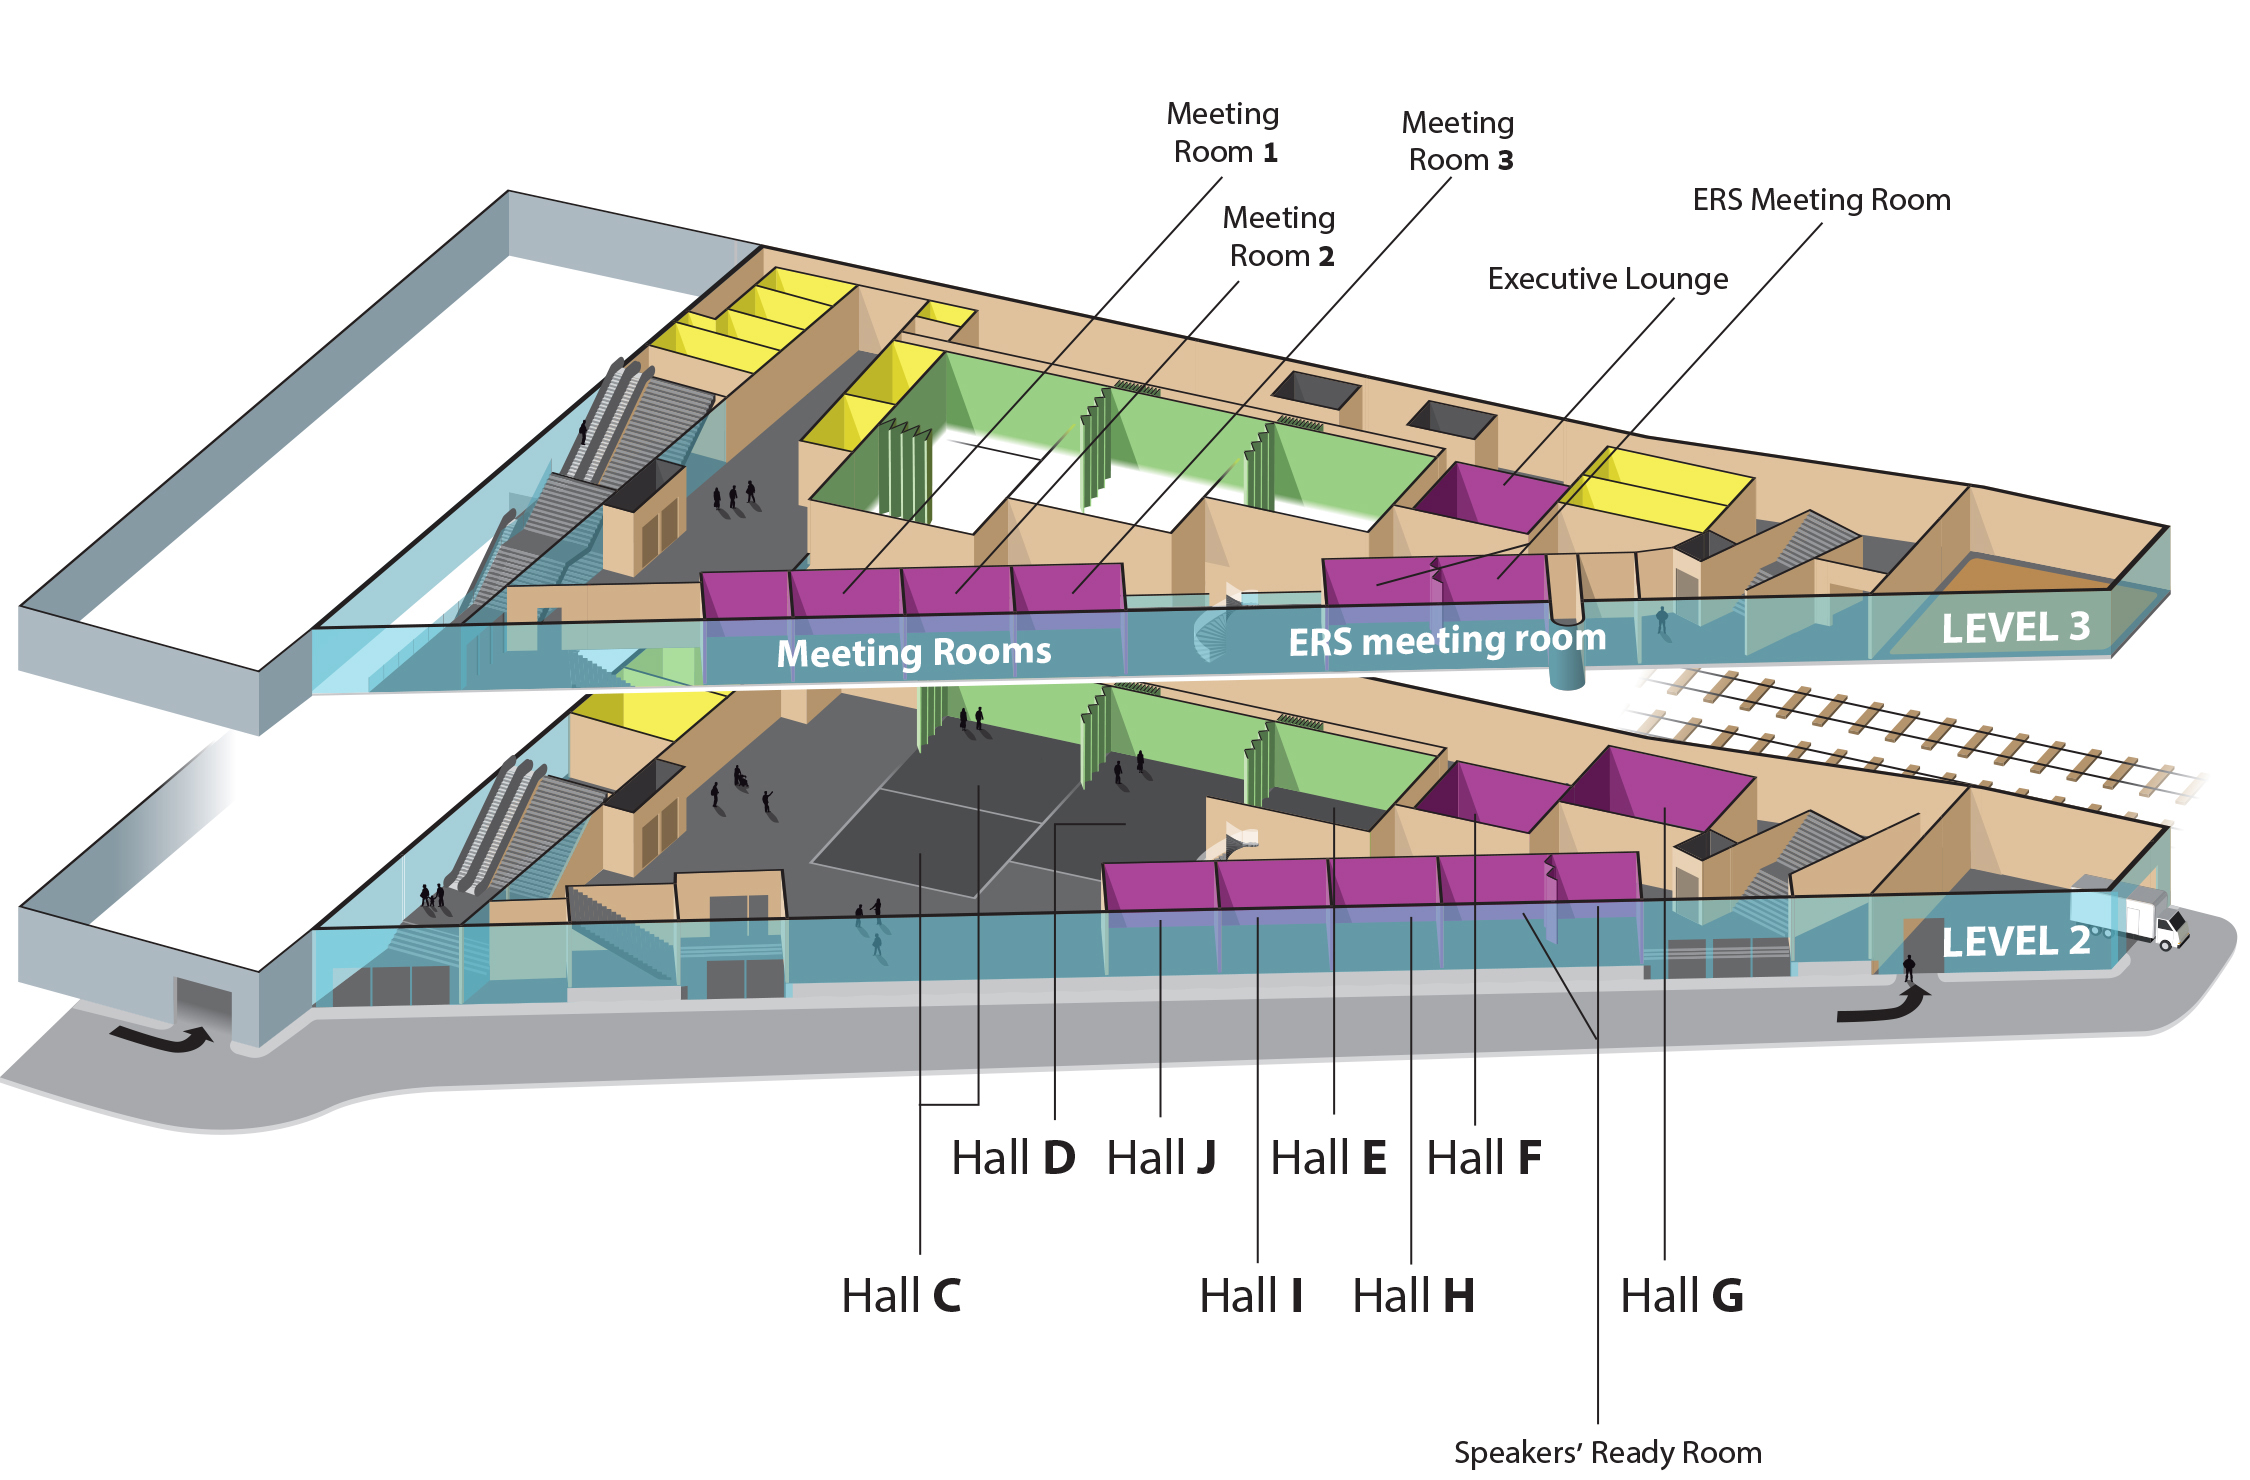 Meeting
Room 1
Meeting
Room 3
Meeting
Room 2
ERS Meeting Room
Executive Lounge
Meeting Rooms
ERS meeting room
LEVEL 3
LEVEL 2
Hall D
Hall J
Hall E
Hall F
Hall C
Hall I
Hall H
Hall G
Speakers’ Ready Room